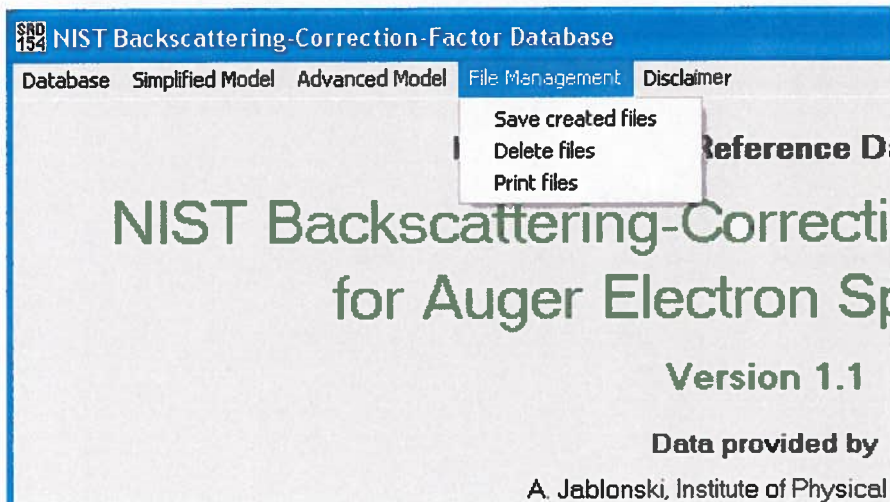 SRD
154 NIST Backscattering-Correction-Factor Database
Database Simplified Model Advanced Model File Management Disclaimer
Save created files
Delete files
Print files
Reference Da
NIST Backscattering-Correcti
for Auger Electron Sp
Version 1.1
Data provided by
A. Jablonski, Institute of Physical